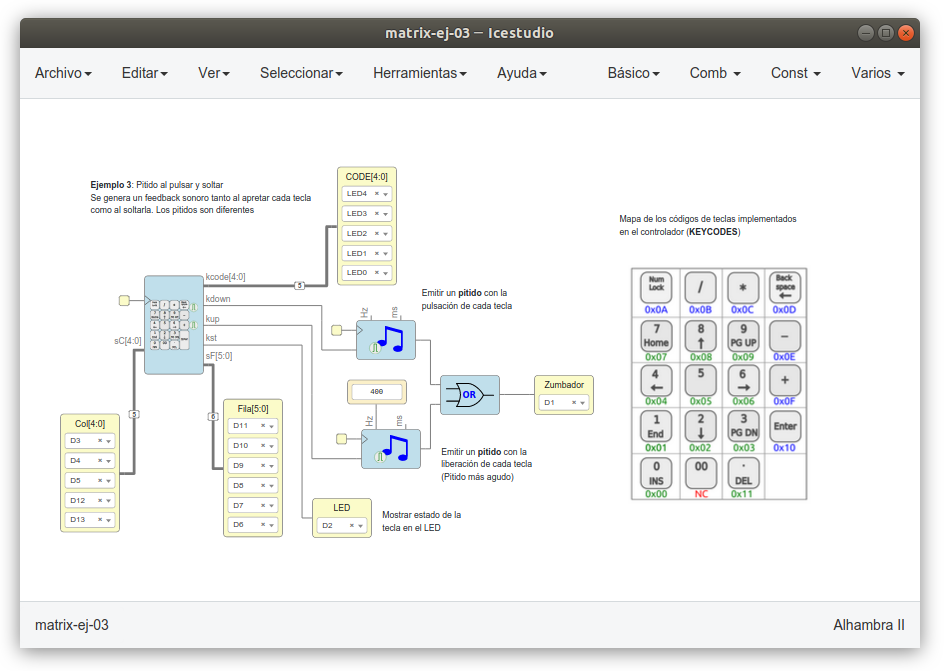 matrix-ej-03 — Icestudio
Archivo Editar Ver Seleccionar Herramientas Ayuda Básico Comb Const Varios
Ejemplo 3: Pitido al pulsar y soltar
Se genera un feedback sonoro tanto al apretar cada tecla
como al soltarla. Los pitidos son diferentes
CODE[4:0]
LED4
LED3
LED2
LED1
LED0
kcode[4:0]
5
kdown
kup
kst
sF[5:0]
sC[4:0]
5
6
Col[4:0]
D3
D4
D5
D12
D13
Fila[5:0]
D11
D10
D9
D8
D7
D6
Emitir un pitido con la
pulsación de cada tecla
Hz ms
400
Hz ms
OR
Zumbador
D1
Emitir un pitido con la
liberación de cada tecla
(Pitido más agudo)
LED
D2
Mostrar estado de la
tecla en el LED
Mapa de los códigos de teclas implementados
en el controlador (KEYCODES)
Num Lock / * Back space ←
0x0A 0x0B 0x0C 0x0D
7 Home 8 ↑ 9 PG UP −
0x07 0x08 0x09 0x0E
4 ← 5 6 → +
0x04 0x05 0x06 0x0F
1 End 2 ↓ 3 PG DN Enter
0x01 0x02 0x03 0x10
0 INS 00 . DEL
0x00 NC 0x11
matrix-ej-03
Alhambra II